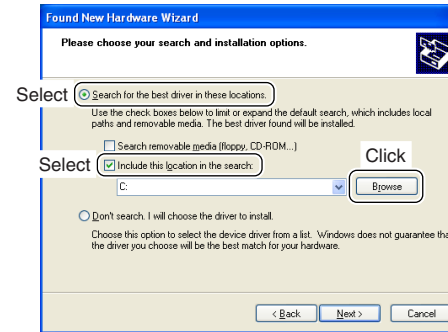 Found New Hardware Wizard
Please choose your search and installation options.
Select
Search for the best driver in these locations.
Use the check boxes below to limit or expand the default search, which includes local
paths and removable media. The best driver found will be installed.
Search removable media (floppy, CD-ROM...)
Select
Include this location in the search:
Click
C:
Browse
Don't search. I will choose the driver to install.
Choose this option to select the device driver from a list. Windows does not guarantee tha
the driver you choose will be the best match for your hardware.
< Back
Next >
Cancel